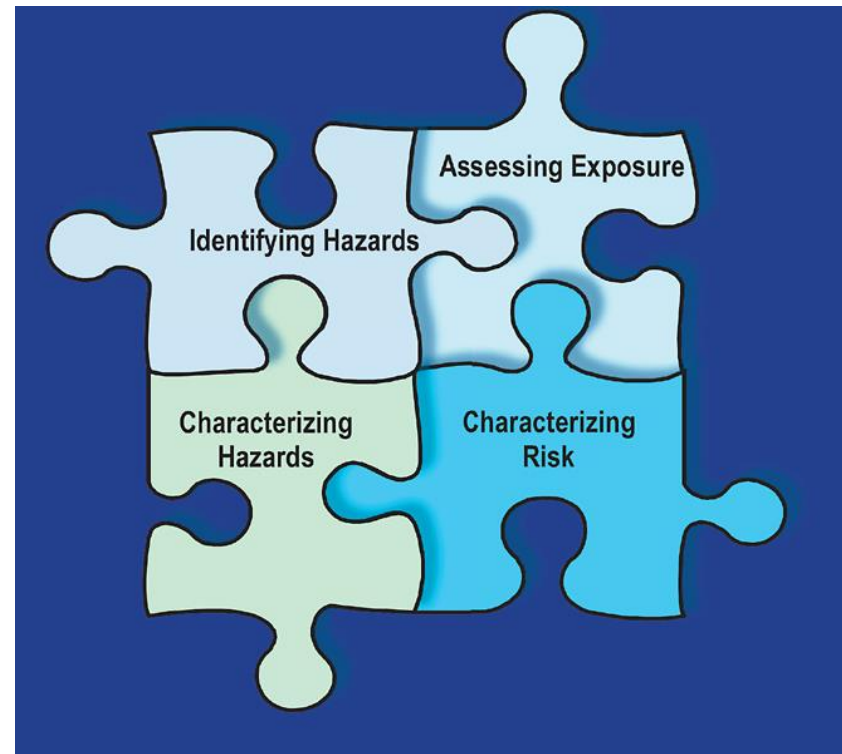 Assessing Exposure
Identifying Hazards
Characterizing
Hazards
Characterizing
Risk